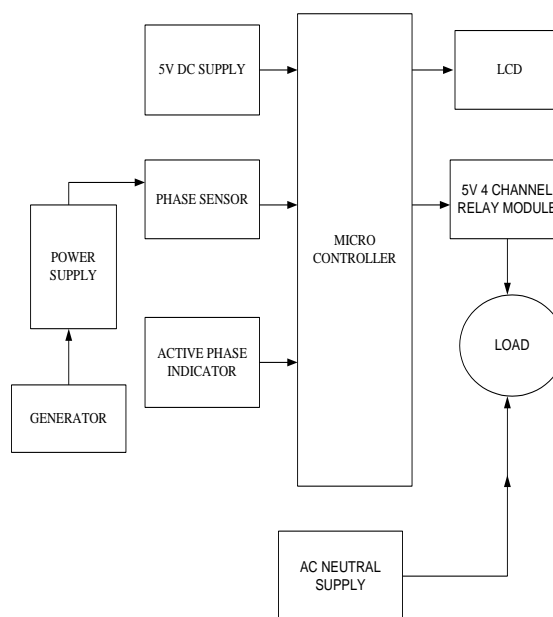 5V DC SUPPLY
LCD
PHASE SENSOR
5V 4 CHANNEL
RELAY MODULE
MICRO
CONTROLLER
POWER
SUPPLY
ACTIVE PHASE
INDICATOR
LOAD
GENERATOR
AC NEUTRAL
SUPPLY